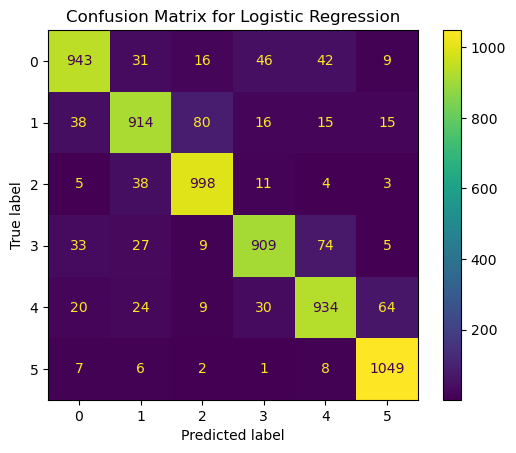 Confusion Matrix for Logistic Regression
0 943 31 16 46 42 9
1 38 914 80 16 15 15
2 5 38 998 11 4 3
3 33 27 9 909 74 5
4 20 24 9 30 934 64
5 7 6 2 1 8 1049
0 1 2 3 4 5
Predicted label
True label
1000
800
600
400
200